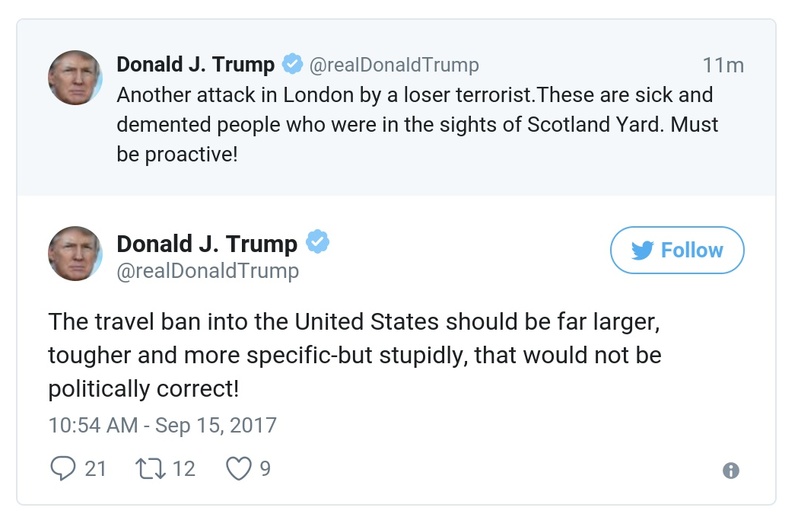 Donald J. Trump @realDonaldTrump 11m
Another attack in London by a loser terrorist.These are sick and
demented people who were in the sights of Scotland Yard. Must
be proactive!
Donald J. Trump
@realDonaldTrump
Follow
The travel ban into the United States should be far larger,
tougher and more specific-but stupidly, that would not be
politically correct!
10:54 AM - Sep 15, 2017
21 12 9